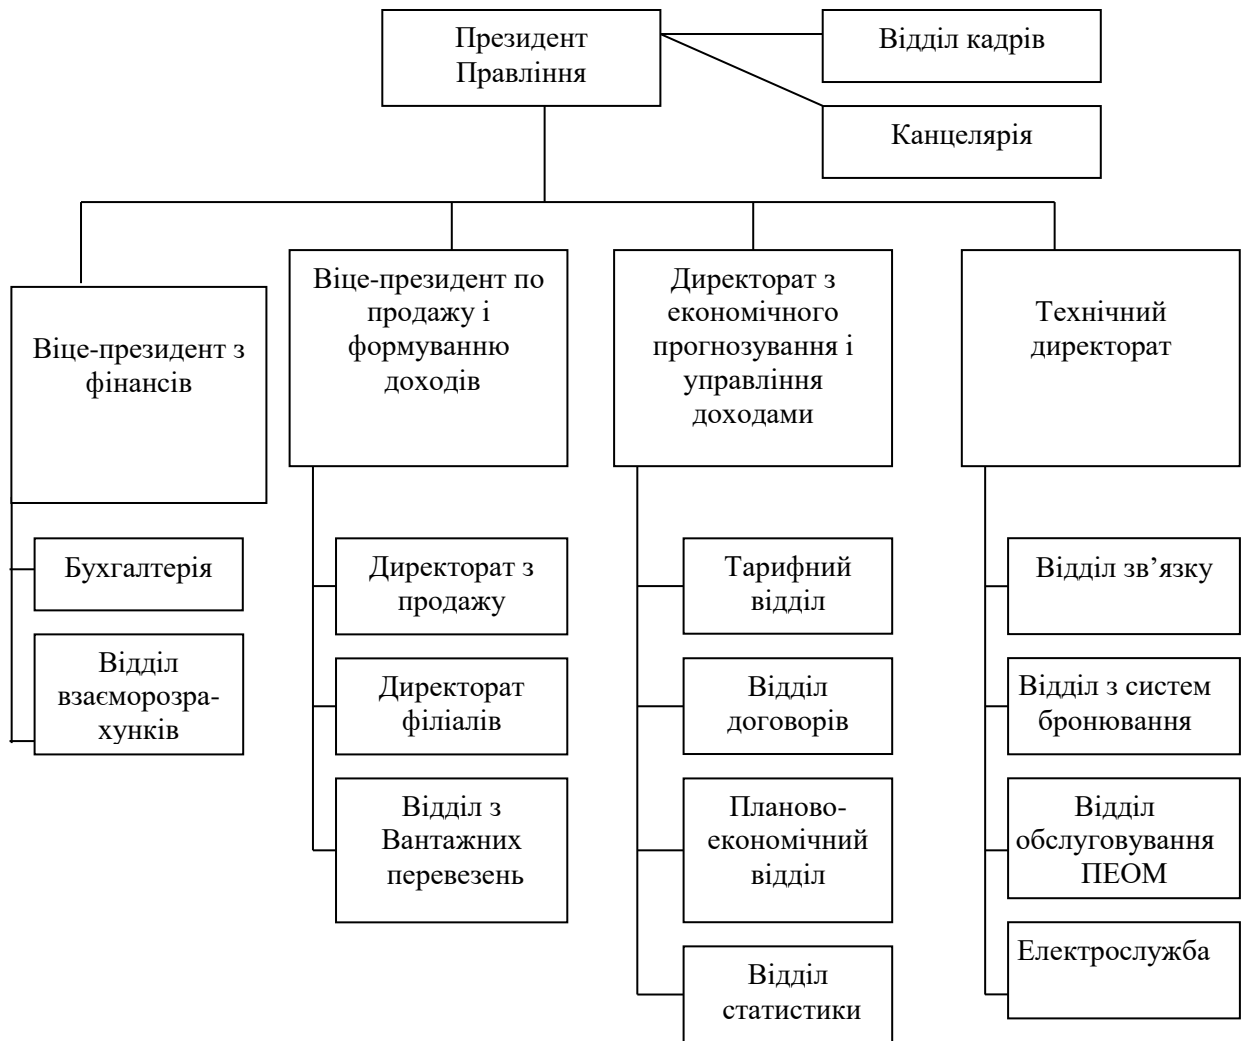 Президент
Правління
Відділ кадрів
Канцелярія
Віце-президент з
фінансів
Віце-президент по
продажу і
формуванню
доходів
Директорат з
економічного
прогнозування і
управління
доходами
Технічний
директорат
Бухгалтерія
Відділ
взаєморозра-
хунків
Директорат з
продажу
Директорат
філіалів
Відділ з
Вантажних
перевезень
Тарифний
відділ
Відділ
договорів
Планово-
економічний
відділ
Відділ
статистики
Відділ зв’язку
Відділ з систем
бронювання
Відділ
обслуговування
ПЕОМ
Електрослужба